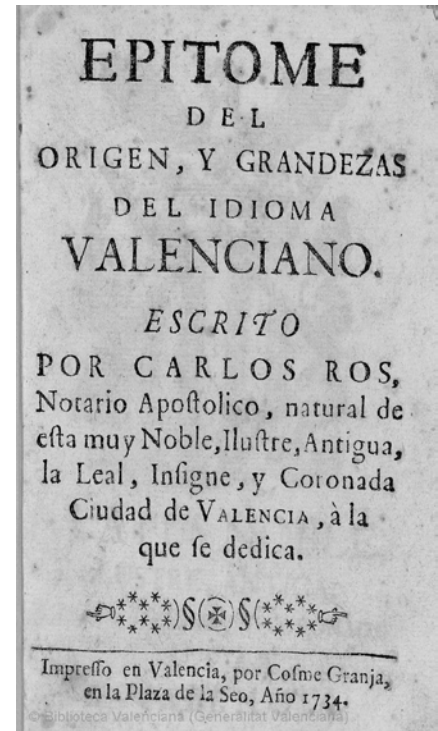 EPITOME
DEL
ORIGEN, Y GRANDEZAS
DEL IDIOMA
VALENCIANO.
ESCRITO
POR CARLOS ROS,
Notario Apoſtolico, natural de
eſta muy Noble, Iluſtre, Antigua,
la Leal, Inſigne, y Coronada
Ciudad de VALENCIA, à la
que ſe dedica.
Impreſſo en Valencia, por Coſme Granja,
en la Plaza de la Seo, Año 1734.
© Biblioteca Valenciana (Generalitat Valenciana)